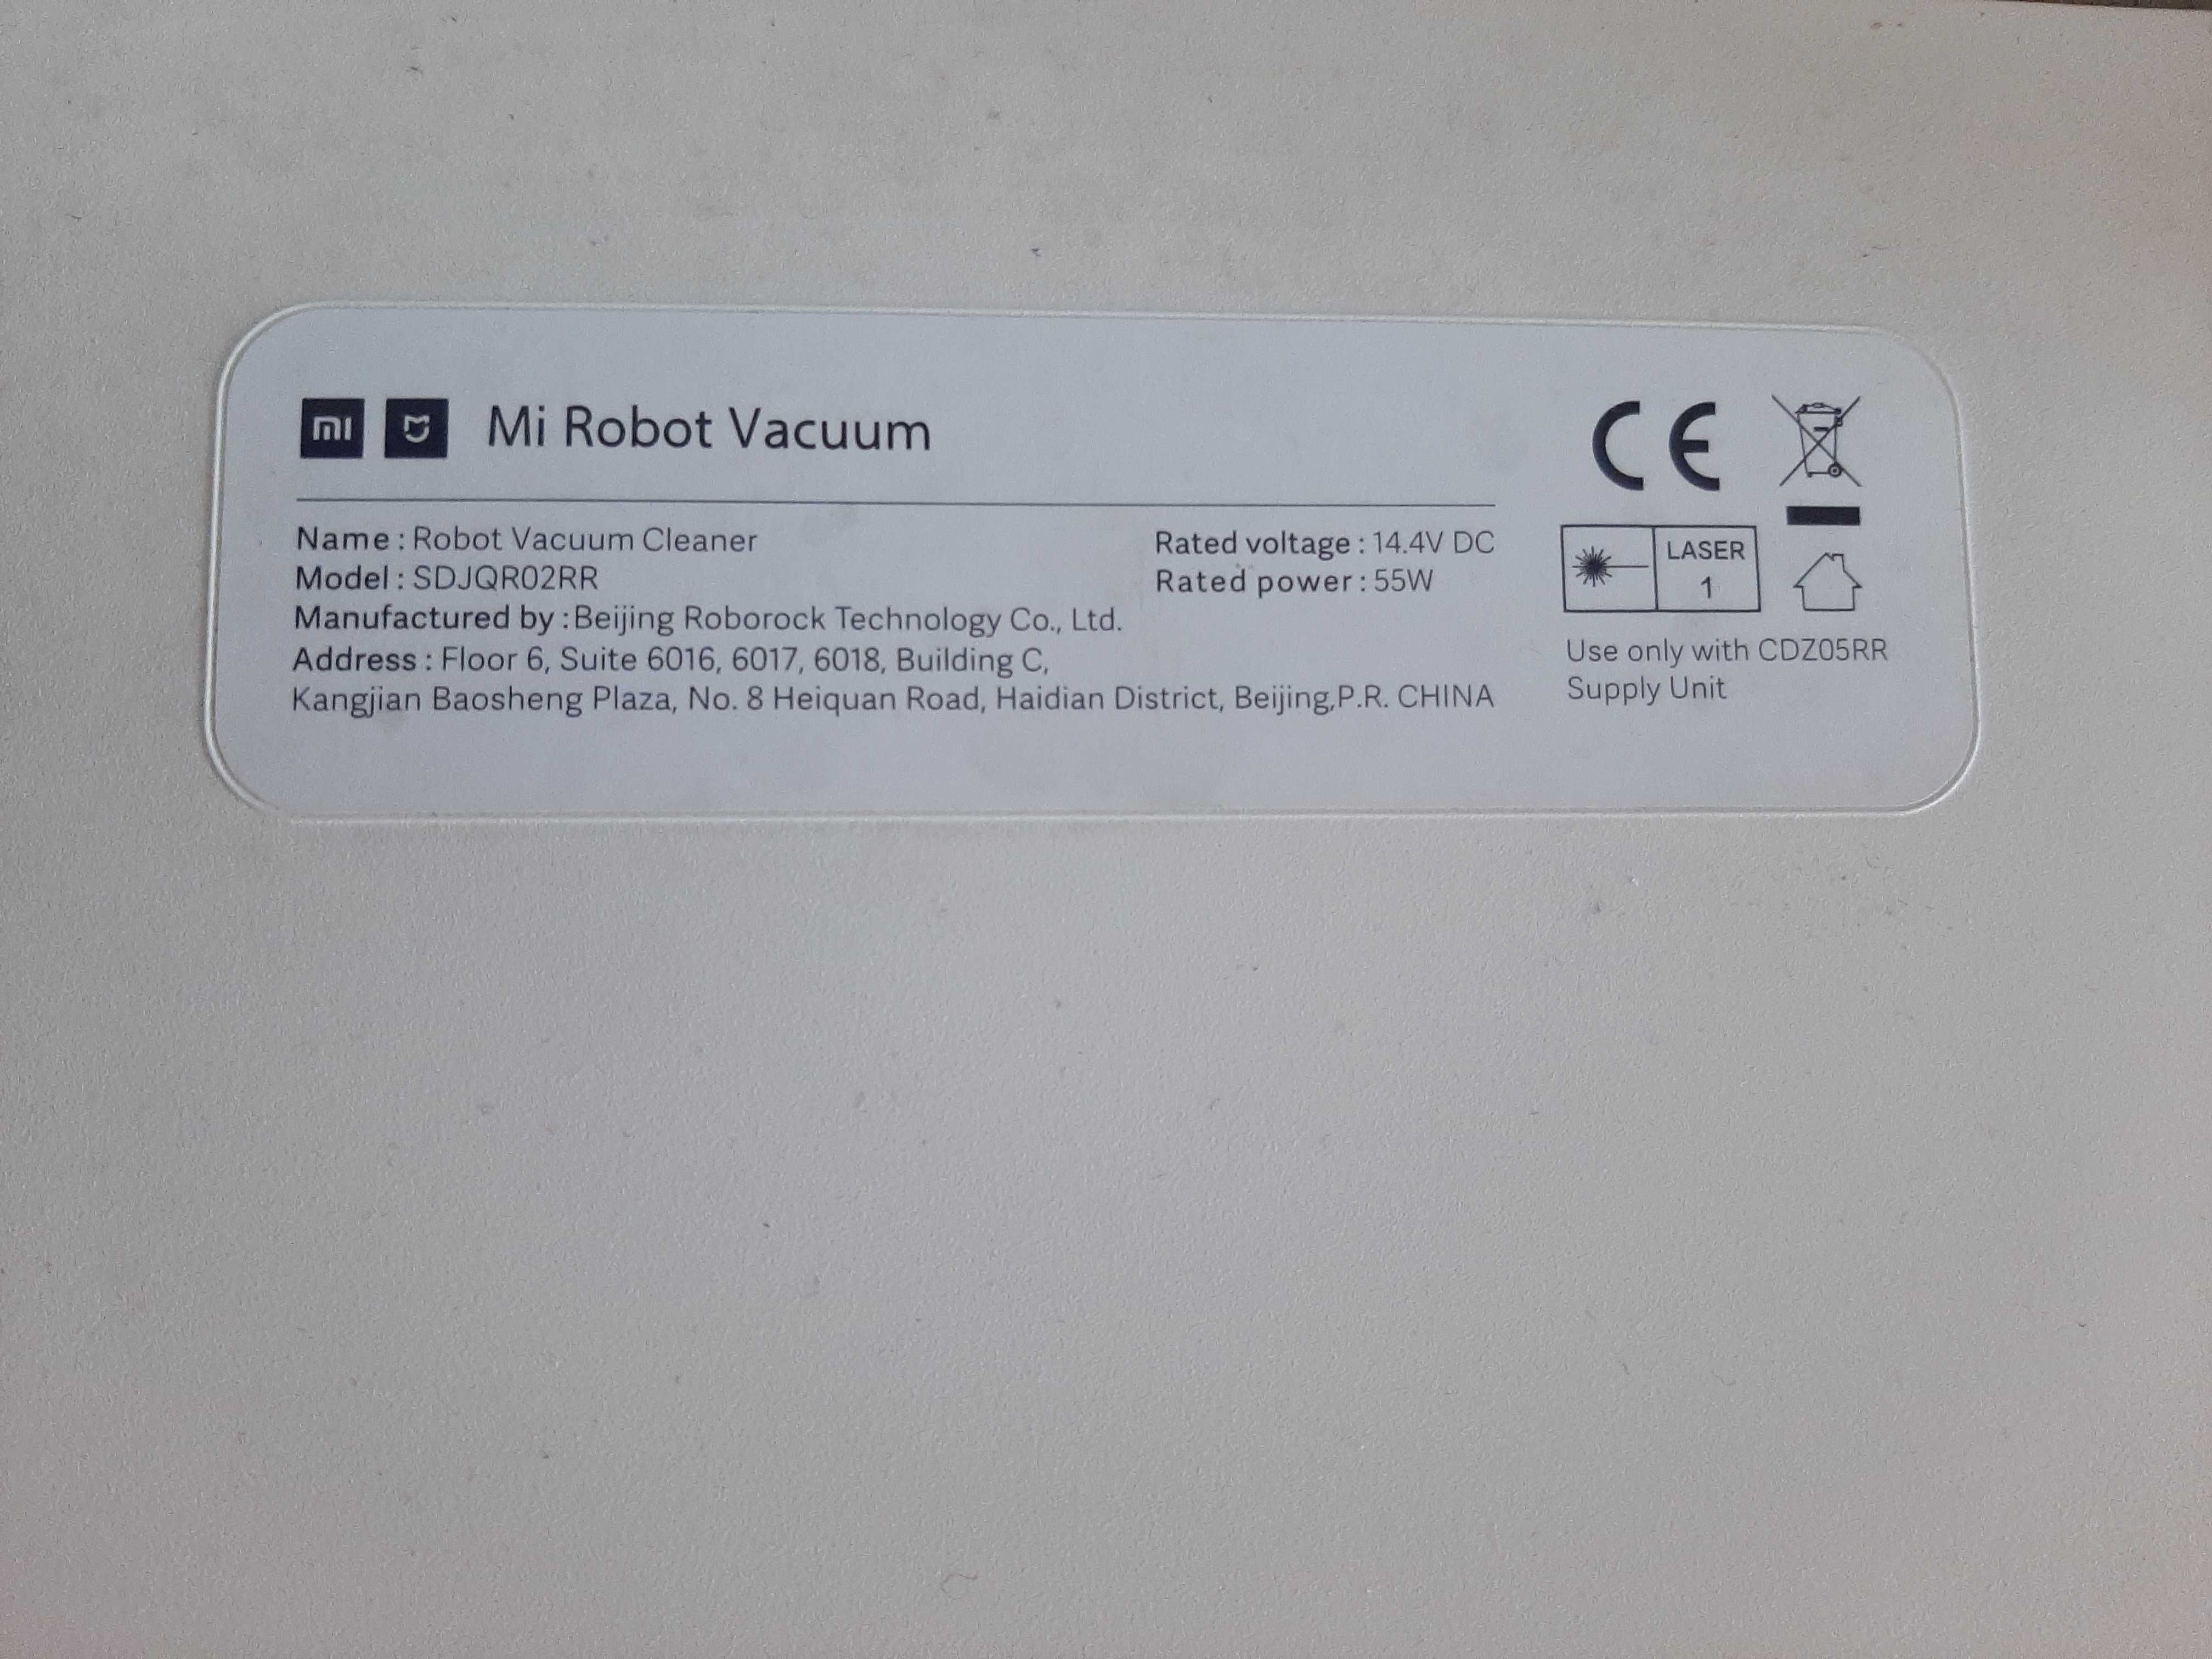 mi Mi Robot Vacuum
Name : Robot Vacuum Cleaner
Model : SDJQR02RR
Manufactured by :Beijing Roborock Technology Co., Ltd.
Address : Floor 6, Suite 6016, 6017, 6018, Building C,
Kangjian Baosheng Plaza, No. 8 Heiquan Road, Haidian District, Beijing,P.R. CHINA
Rated voltage : 14.4V DC
Rated power : 55W
CE
LASER
1
Use only with CDZ05RR
Supply Unit